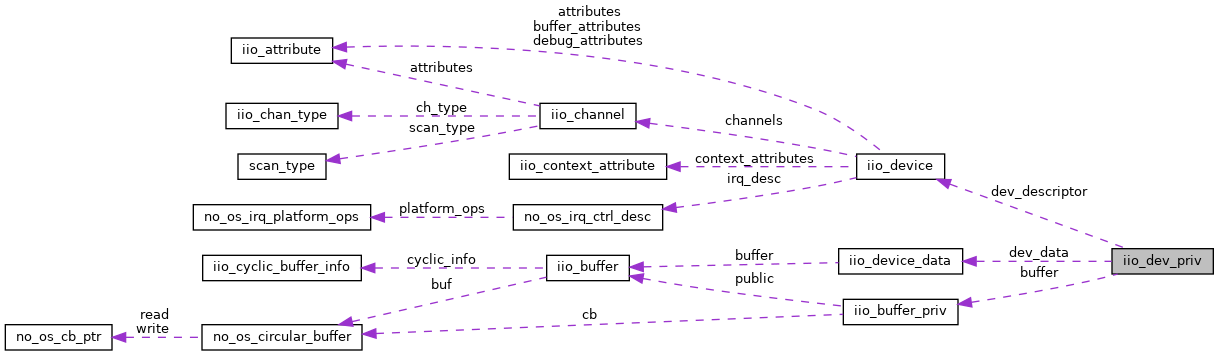 attributes
buffer_attributes
debug_attributes
iio_attribute
attributes
iio_chan_type
ch_type
iio_channel
scan_type
channels
scan_type
iio_context_attribute
context_attributes
iio_device
irq_desc
dev_descriptor
no_os_irq_platform_ops
platform_ops
no_os_irq_ctrl_desc
iio_cyclic_buffer_info
cyclic_info
iio_buffer
buffer
iio_device_data
dev_data
iio_dev_priv
buf
public
buffer
iio_buffer_priv
cb
read
write
no_os_cb_ptr
no_os_circular_buffer